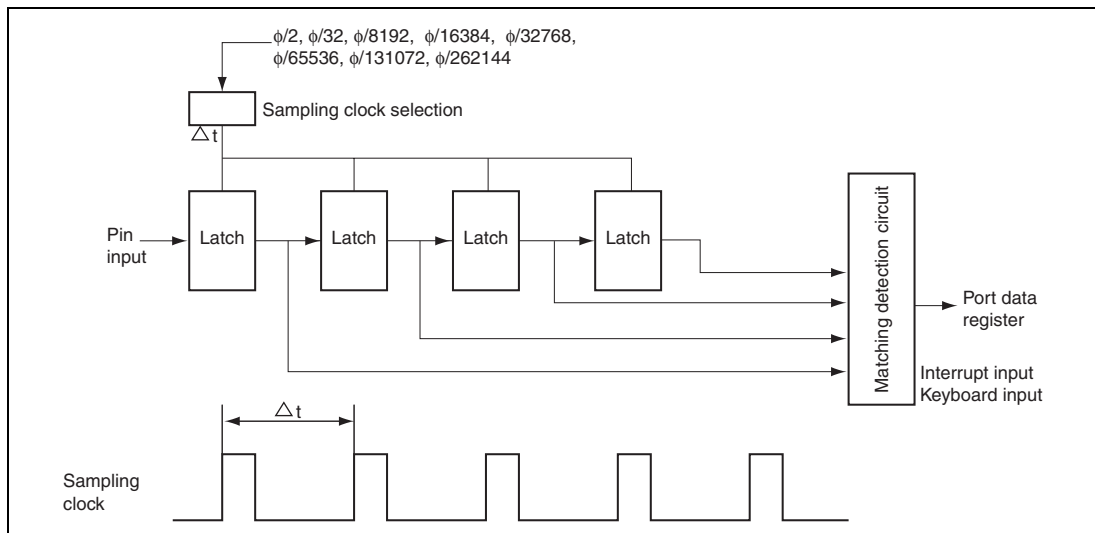 ϕ/2, ϕ/32, ϕ/8192, ϕ/16384, ϕ/32768,
ϕ/65536, ϕ/131072, ϕ/262144
Sampling clock selection
△t
Pin
input
Latch
Latch
Latch
Latch
Matching detection circuit
Port data
register
Interrupt input
Keyboard input
△t
Sampling
clock